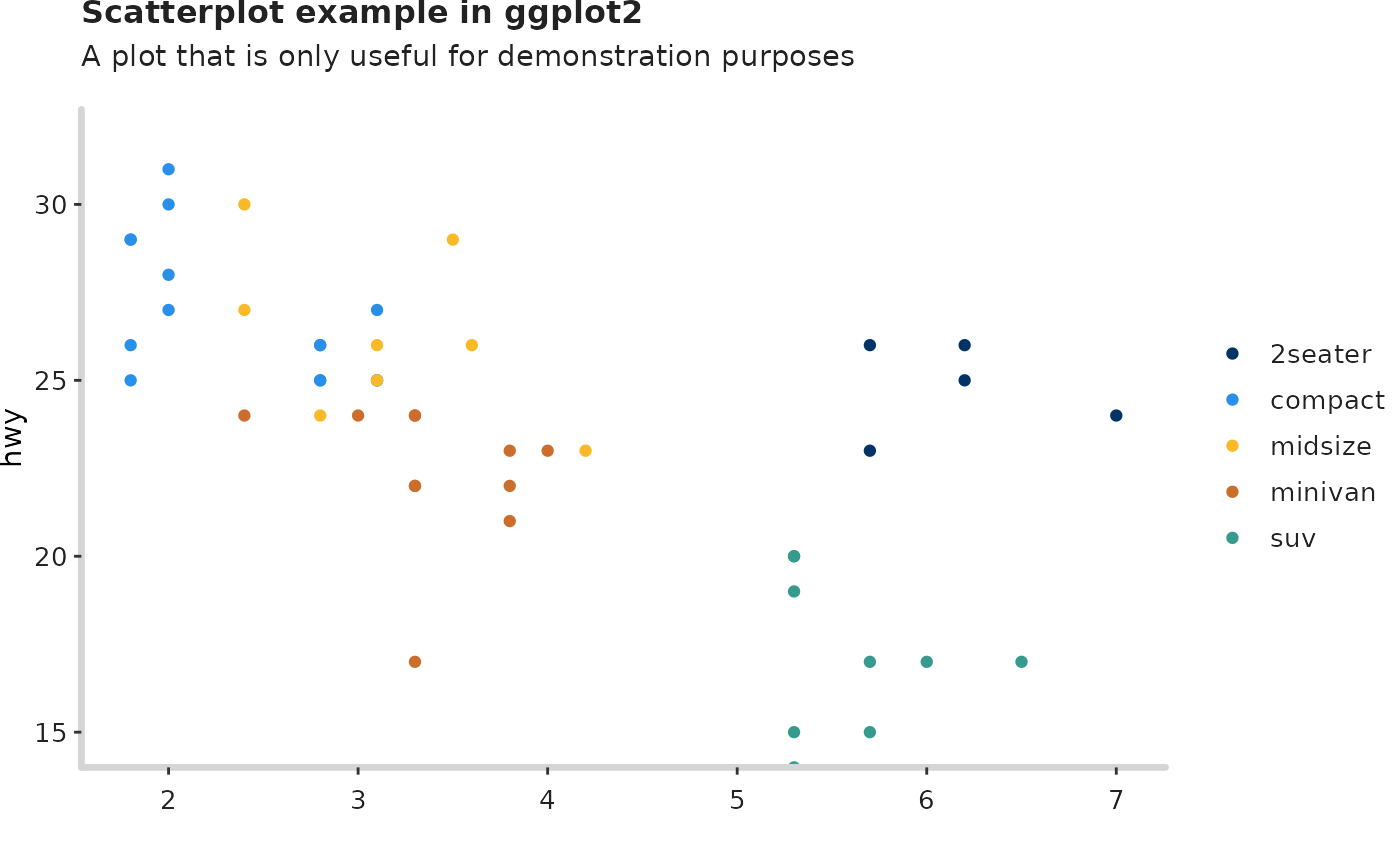 Scatterplot example in ggplot2
A plot that is only useful for demonstration purposes
hwy
30
25
20
15
2 3 4 5 6 7
2seater
compact
midsize
minivan
suv